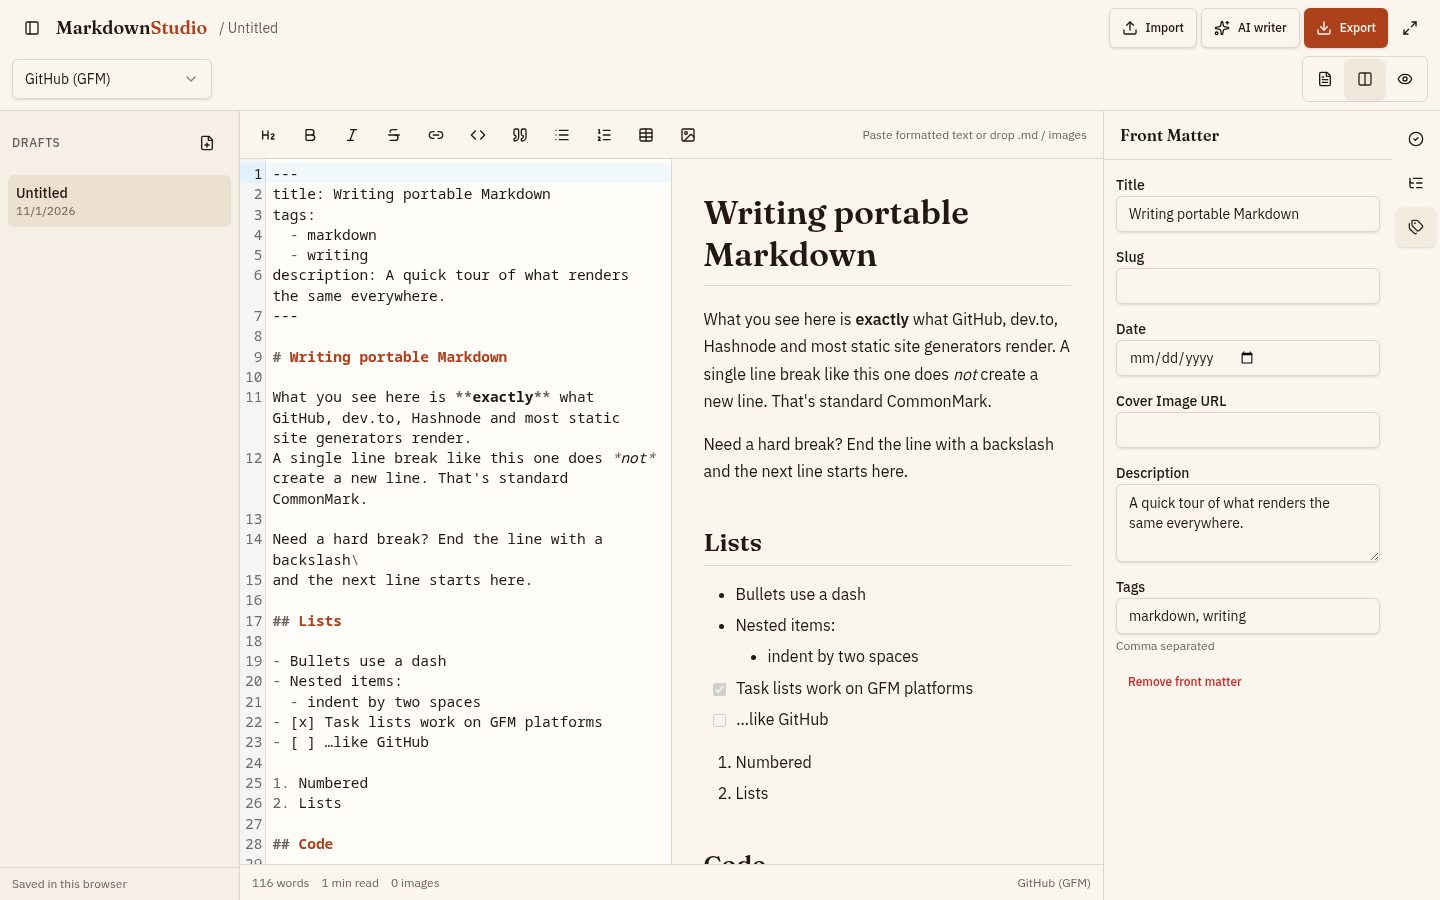 MarkdownStudio / Untitled
Import
AI writer
Export
GitHub (GFM)
DRAFTS
Untitled
11/1/2026
Saved in this browser
H2
Paste formatted text or drop .md / images
1 ---
2 title: Writing portable Markdown
3 tags:
4 - markdown
5 - writing
6 description: A quick tour of what renders
the same everywhere.
7 ---
8
9 # Writing portable Markdown
10
11 What you see here is **exactly** what
GitHub, dev.to, Hashnode and most static
site generators render.
12 A single line break like this one does *not*
create a new line. That's standard
CommonMark.
13
14 Need a hard break? End the line with a
backslash\
15 and the next line starts here.
16
17 ## Lists
18
19 - Bullets use a dash
20 - Nested items:
21 - indent by two spaces
22 - [x] Task lists work on GFM platforms
23 - [ ] …like GitHub
24
25 1. Numbered
26 2. Lists
27
28 ## Code
29
Writing portable
Markdown
What you see here is exactly what GitHub, dev.to,
Hashnode and most static site generators render. A
single line break like this one does not create a
new line. That's standard CommonMark.
Need a hard break? End the line with a backslash
and the next line starts here.
Lists
• Bullets use a dash
• Nested items:
• indent by two spaces
Task lists work on GFM platforms
…like GitHub
1. Numbered
2. Lists
Code
116 words 1 min read 0 images
GitHub (GFM)
Front Matter
Title
Writing portable Markdown
Slug
Date
mm/dd/yyyy
Cover Image URL
Description
A quick tour of what renders the
same everywhere.
Tags
markdown, writing
Comma separated
Remove front matter